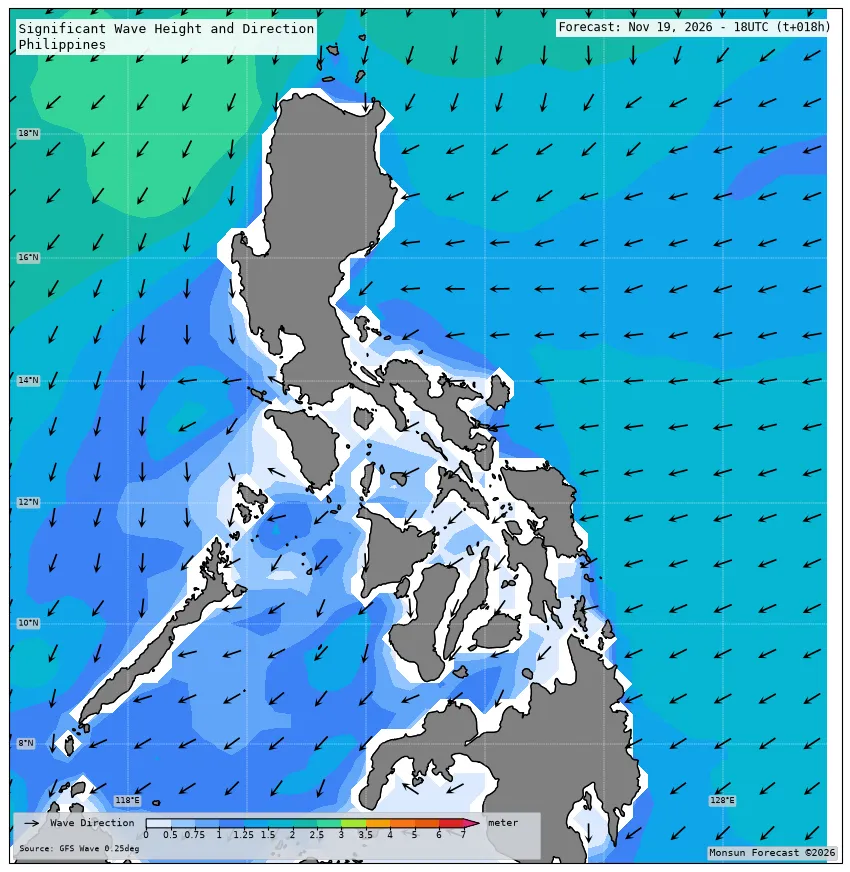 Significant Wave Height and Direction
Philippines
Forecast: Nov 19, 2026 - 18UTC (t+018h)
18°N
16°N
14°N
12°N
10°N
8°N
118°E
128°E
Wave Direction
meter
0 0.5 0.75 1 1.25 1.5 2 2.5 3 3.5 4 5 6 7
Source: GFS Wave 0.25deg
Monsun Forecast ©2026